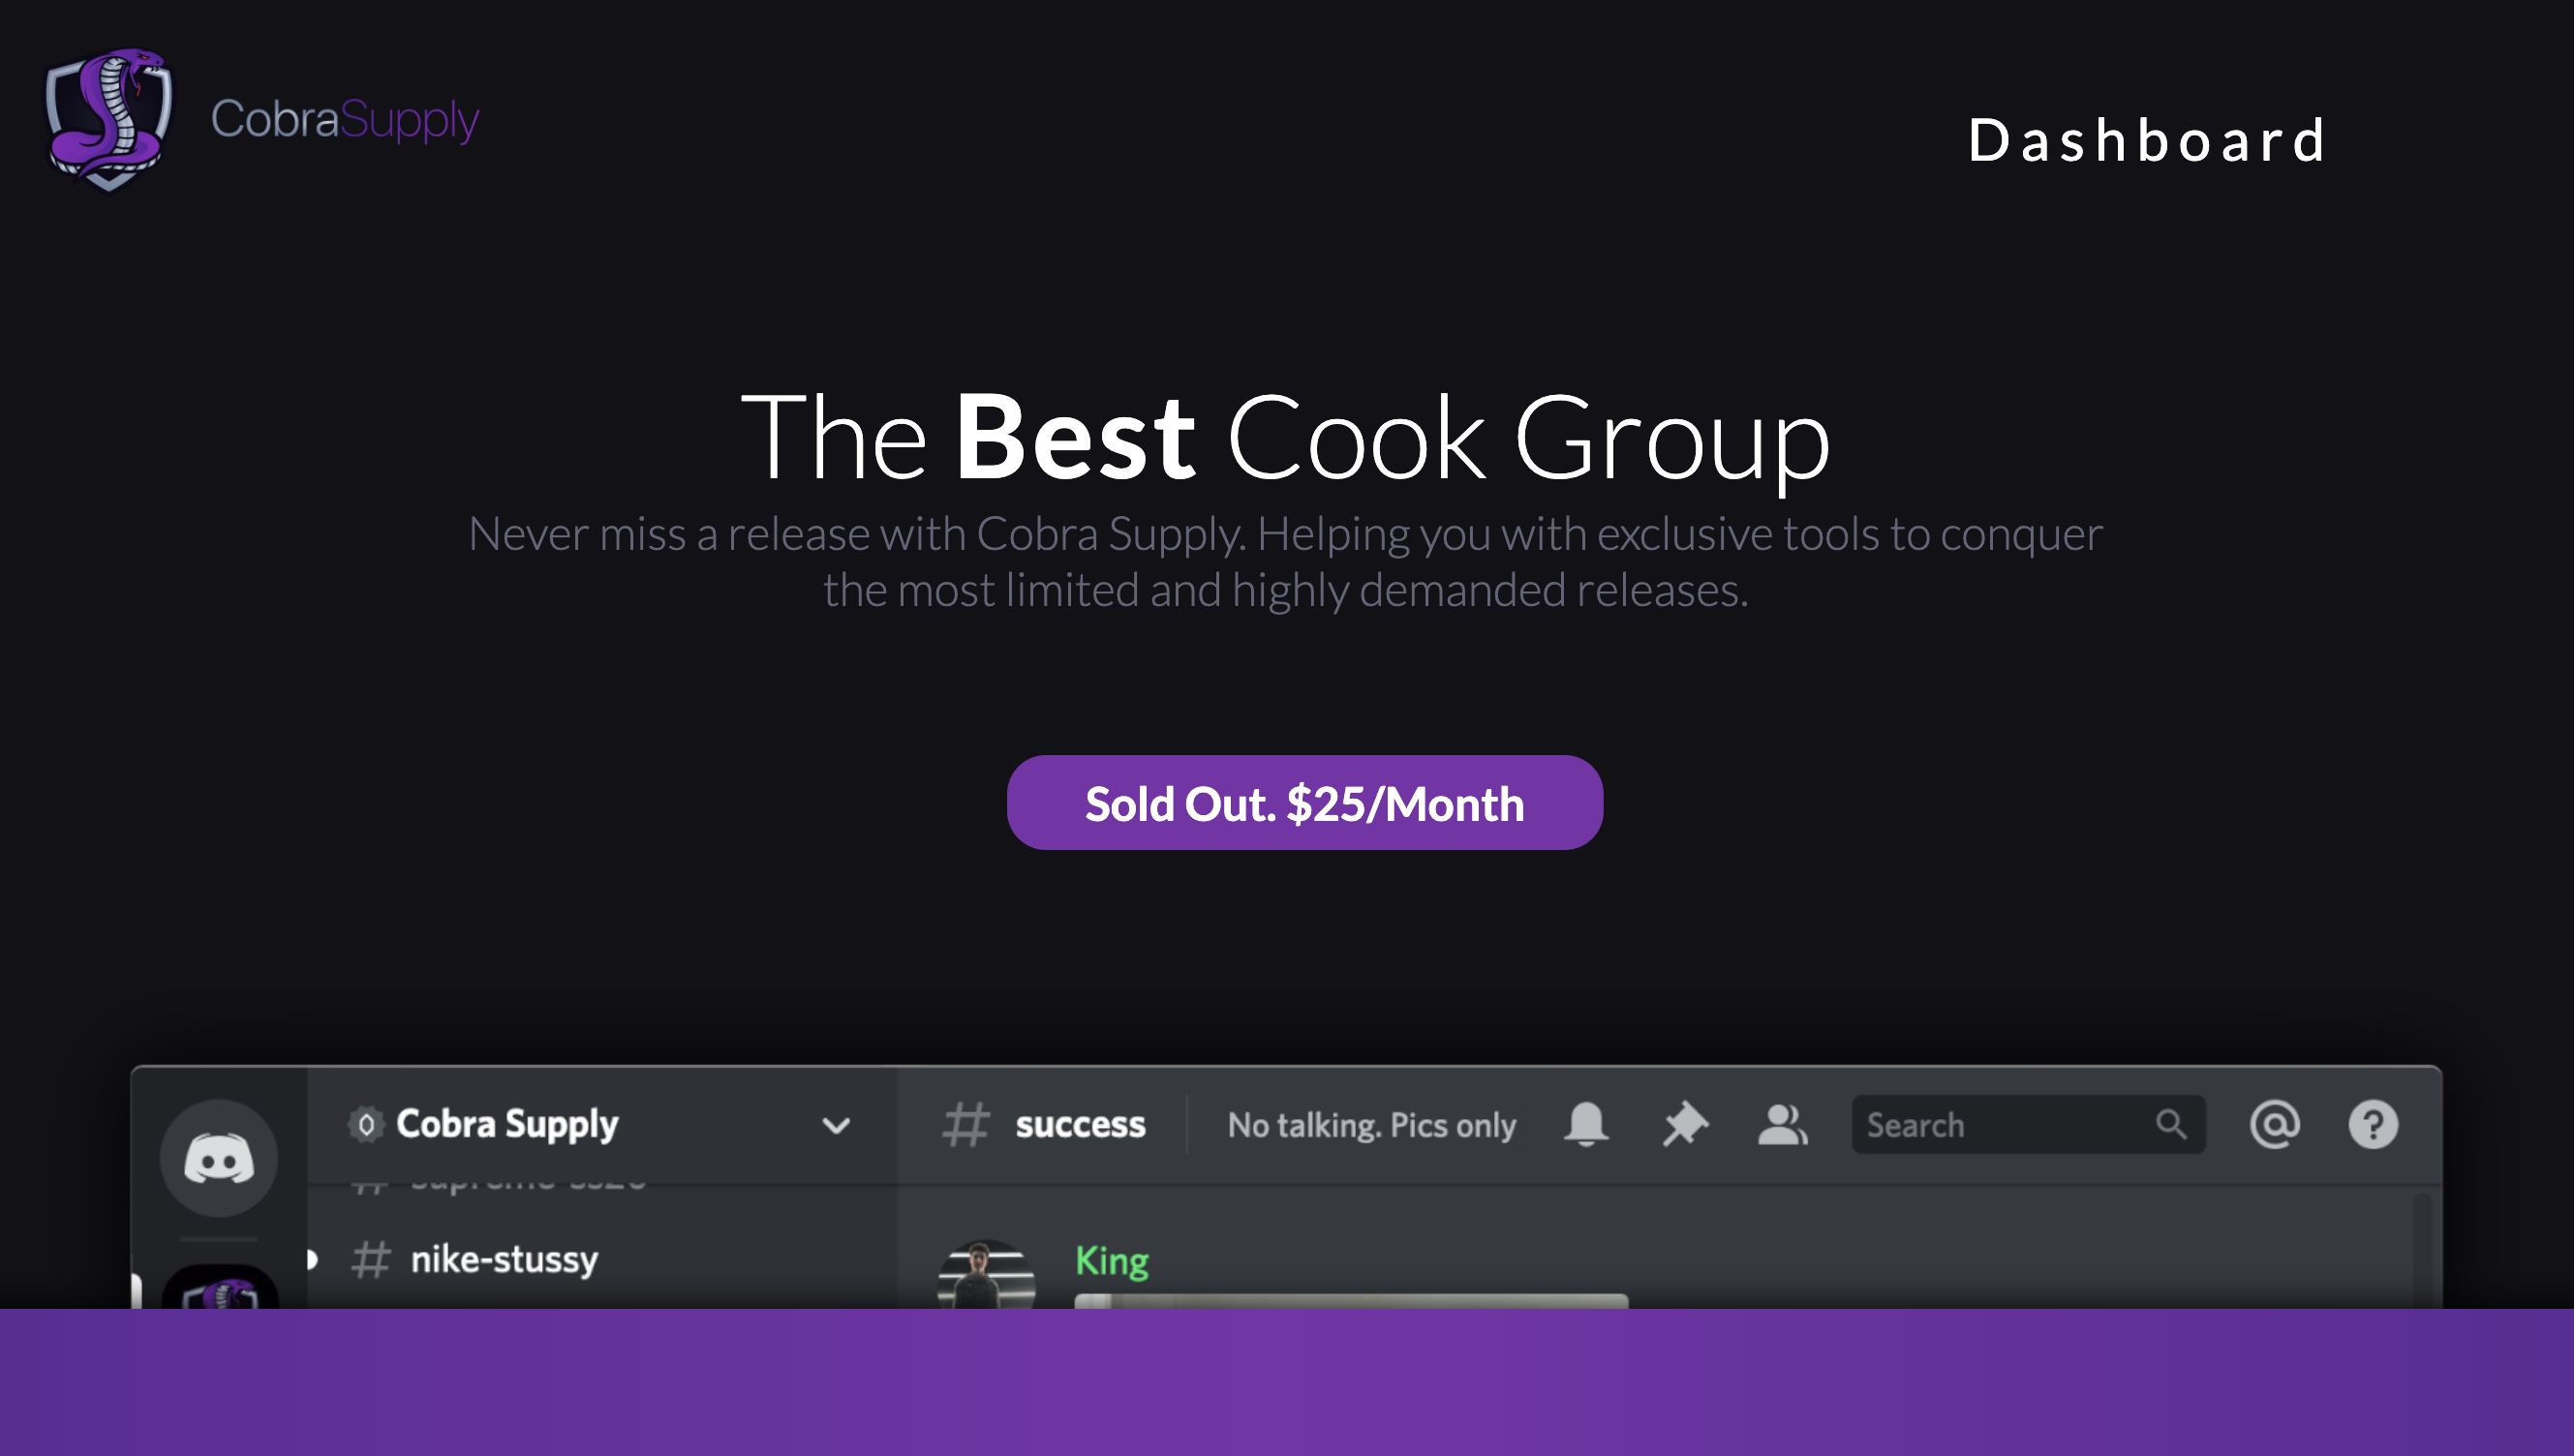 CobraSupply
Dashboard
The Best Cook Group
Never miss a release with Cobra Supply. Helping you with exclusive tools to conquer
the most limited and highly demanded releases.
Sold Out. $25/Month
Cobra Supply
# success
No talking. Pics only
Search
# nike-stussy
King